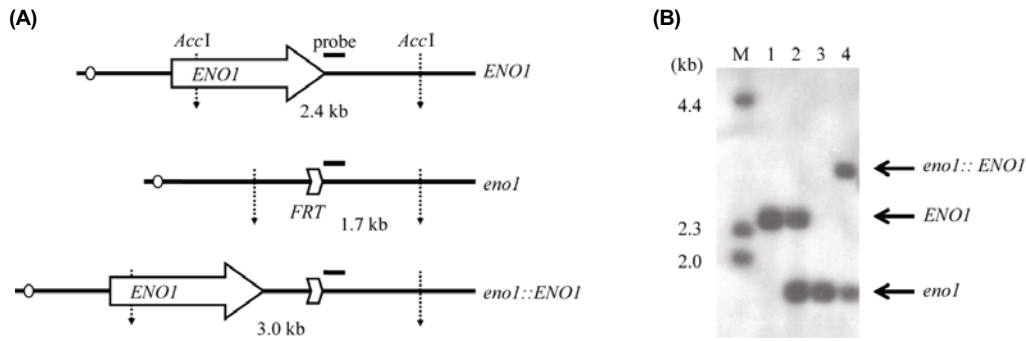 (A)
AccI probe AccI
ENO1 ENO1
2.4 kb
eno1
FRT
1.7 kb
ENO1 eno1::ENO1
3.0 kb
(B)
(kb) M 1 2 3 4
4.4
eno1:: ENO1
ENO1
2.3
2.0
eno1